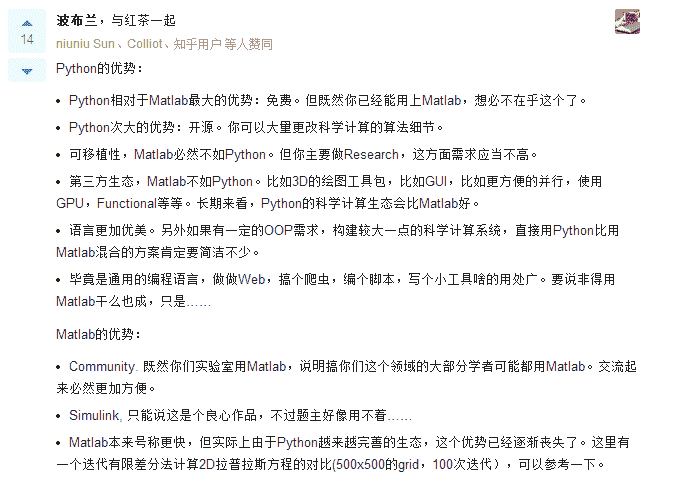 波布兰，与红茶一起
14
niuniu Sun、Colliot、知乎用户 等人赞同
Python的优势：
• Python相对于Matlab最大的优势：免费。但既然你已经能用上Matlab，想必不在乎这个了。
• Python次大的优势：开源。你可以大量更改科学计算的算法细节。
• 可移植性，Matlab必然不如Python。但你主要做Research，这方面需求应当不高。
• 第三方生态，Matlab不如Python。比如3D的绘图工具包，比如GUI，比如更方便的并行，使用
GPU，Functional等等。长期来看，Python的科学计算生态会比Matlab好。
• 语言更加优美。另外如果有一定的OOP需求，构建较大一点的科学计算系统，直接用Python比用
Matlab混合的方案肯定要简洁不少。
• 毕竟是通用的编程语言，做做Web，搞个爬虫，编个脚本，写个小工具啥的用处广。要说非得用
Matlab干么也成，只是……
Matlab的优势：
• Community. 既然你们实验室用Matlab，说明搞你们这个领域的大部分学者可能都用Matlab。交流起
来必然更加方便。
• Simulink, 只能说这是个良心作品，不过题主好像用不着……
• Matlab本来号称更快，但实际上由于Python越来越完善的生态，这个优势已经逐渐丧失了。这里有
一个迭代有限差分法计算2D拉普拉斯方程的对比(500x500的grid，100次迭代），可以参考一下。